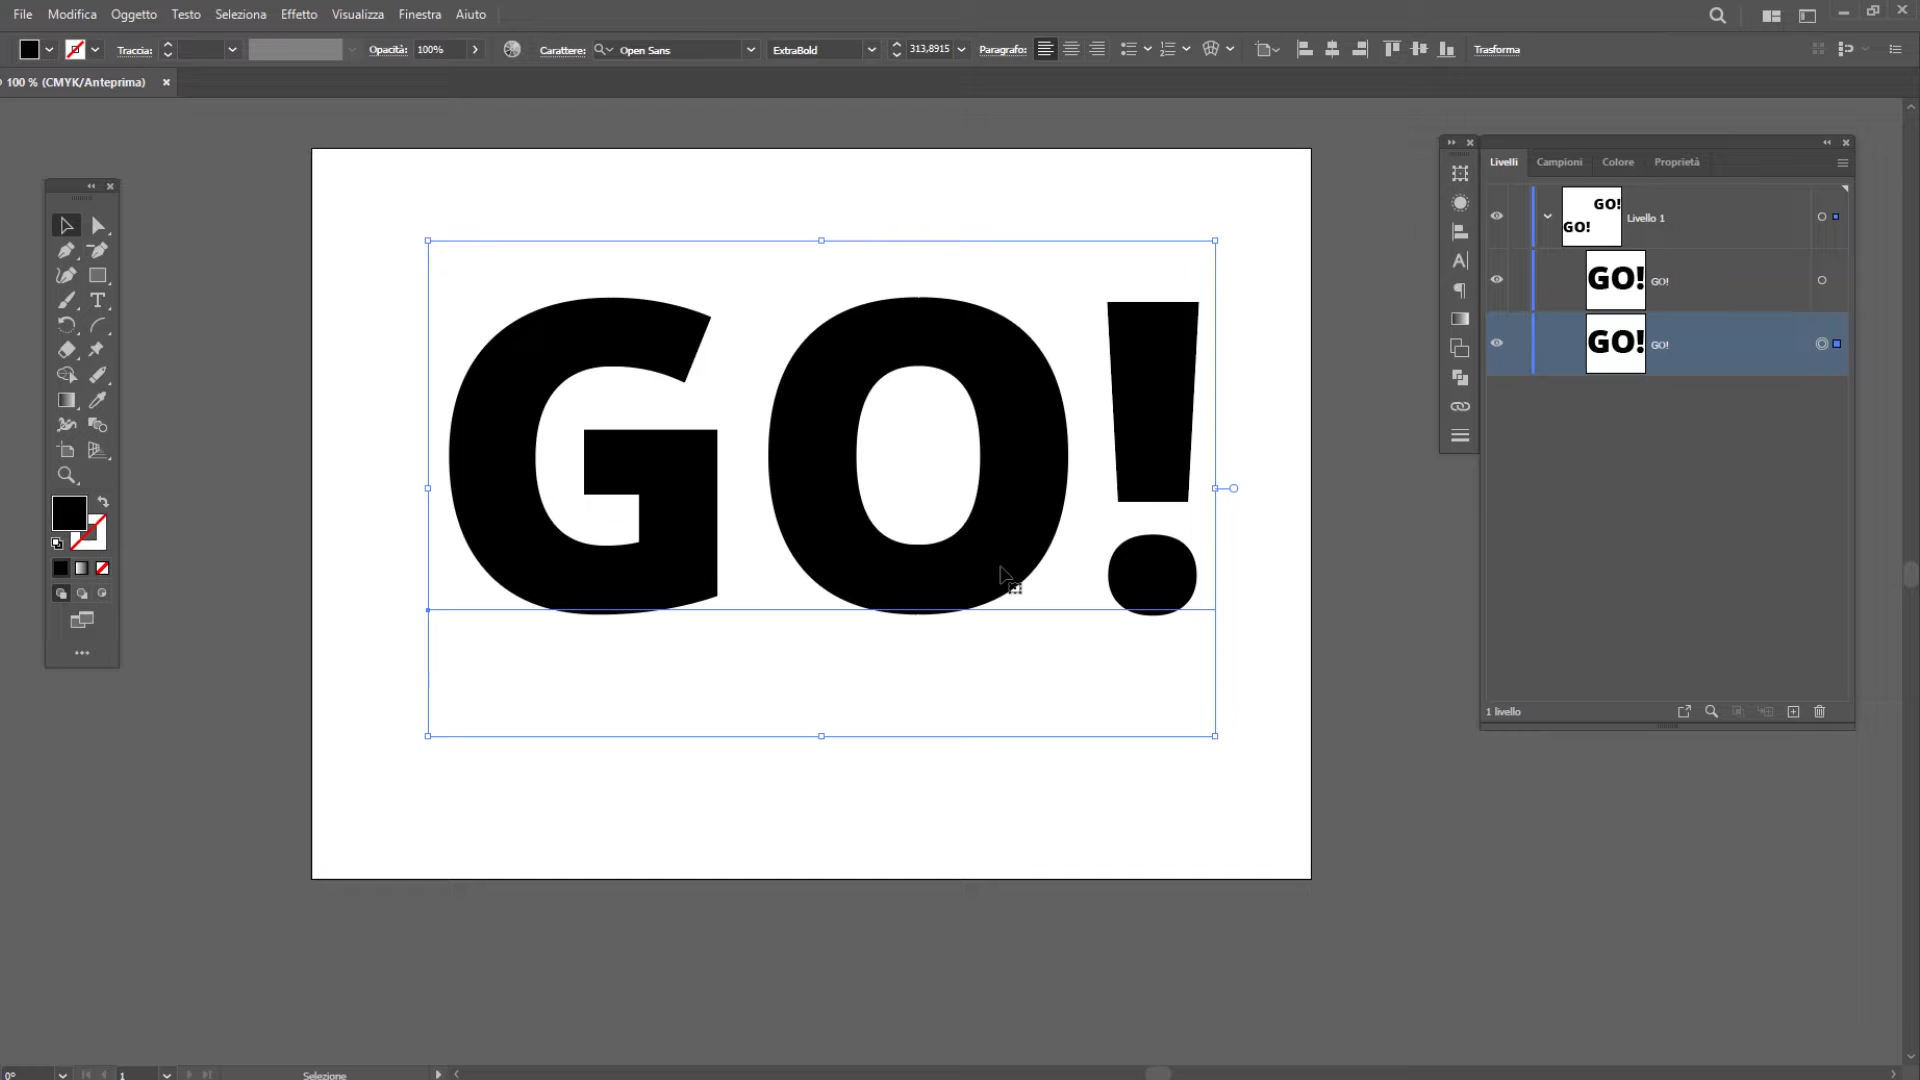 File Modifica Oggetto Testo Seleziona Effetto Visualizza Finestra Aiuto
Traccia: Opacità: 100% Carattere: Open Sans ExtraBold 313,8915 Paragrafo: Trasforma
100 % (CMYK/Anteprima)
Livelli Campioni Colore Proprietà
GO!
GO!
Livello 1
GO! GO!
GO! GO!
GO!
1 livello
0° 1 Selezione